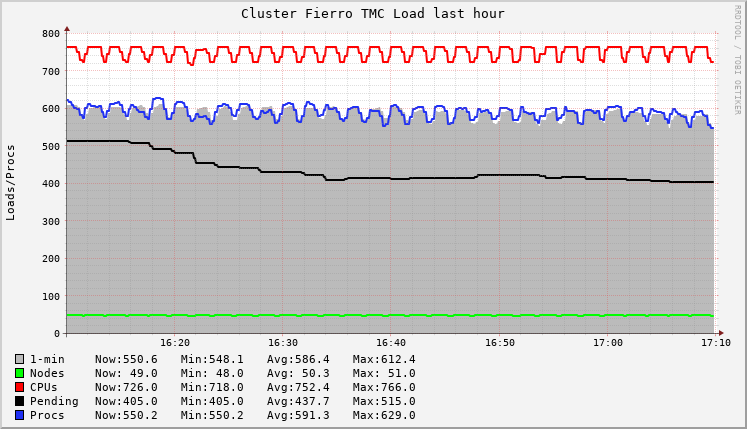 Cluster Fierro TMC Load last hour
RRDTOOL / TOBI OETIKER
Loads/Procs
800
700
600
500
400
300
200
100
0
16:20 16:30 16:40 16:50 17:00 17:10
1-min Now:550.6 Min:548.1 Avg:586.4 Max:612.4
Nodes Now: 49.0 Min: 48.0 Avg: 50.3 Max: 51.0
CPUs Now:726.0 Min:718.0 Avg:752.4 Max:766.0
Pending Now:405.0 Min:405.0 Avg:437.7 Max:515.0
Procs Now:550.2 Min:550.2 Avg:591.3 Max:629.0